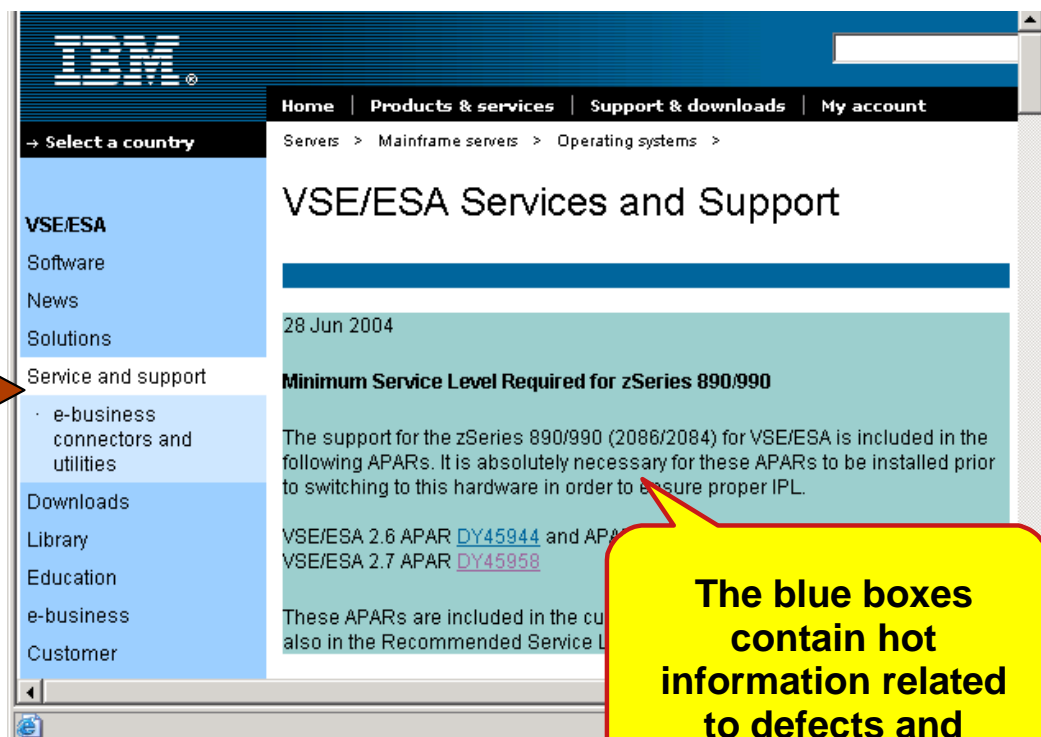 IBM®
Home | Products & services | Support & downloads | My account
→ Select a country
Servers > Mainframe servers > Operating systems >
VSE/ESA Services and Support
VSE/ESA
Software
News
Solutions
Service and support
· e-business
connectors and
utilities
Downloads
Library
Education
e-business
Customer
28 Jun 2004
Minimum Service Level Required for zSeries 890/990
The support for the zSeries 890/990 (2086/2084) for VSE/ESA is included in the
following APARs. It is absolutely necessary for these APARs to be installed prior
to switching to this hardware in order to ensure proper IPL.
VSE/ESA 2.6 APAR DY45944 and
VSE/ESA 2.7 APAR DY45958
These APARs are included in the
also in the Recommended Service
The blue boxes
contain hot
information related
to defects and